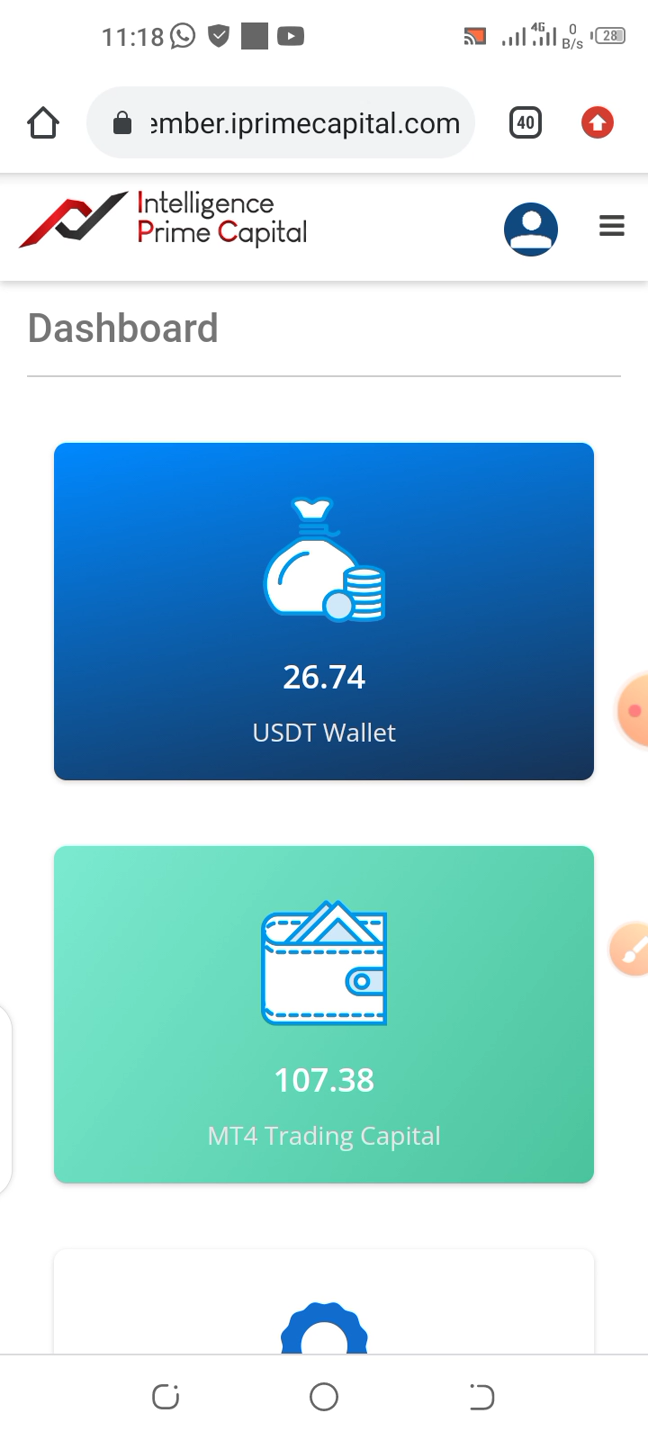 11:18
4G
0
B/s
28
ember.iprimecapital.com
40
Intelligence
Prime Capital
Dashboard
26.74
USDT Wallet
107.38
MT4 Trading Capital